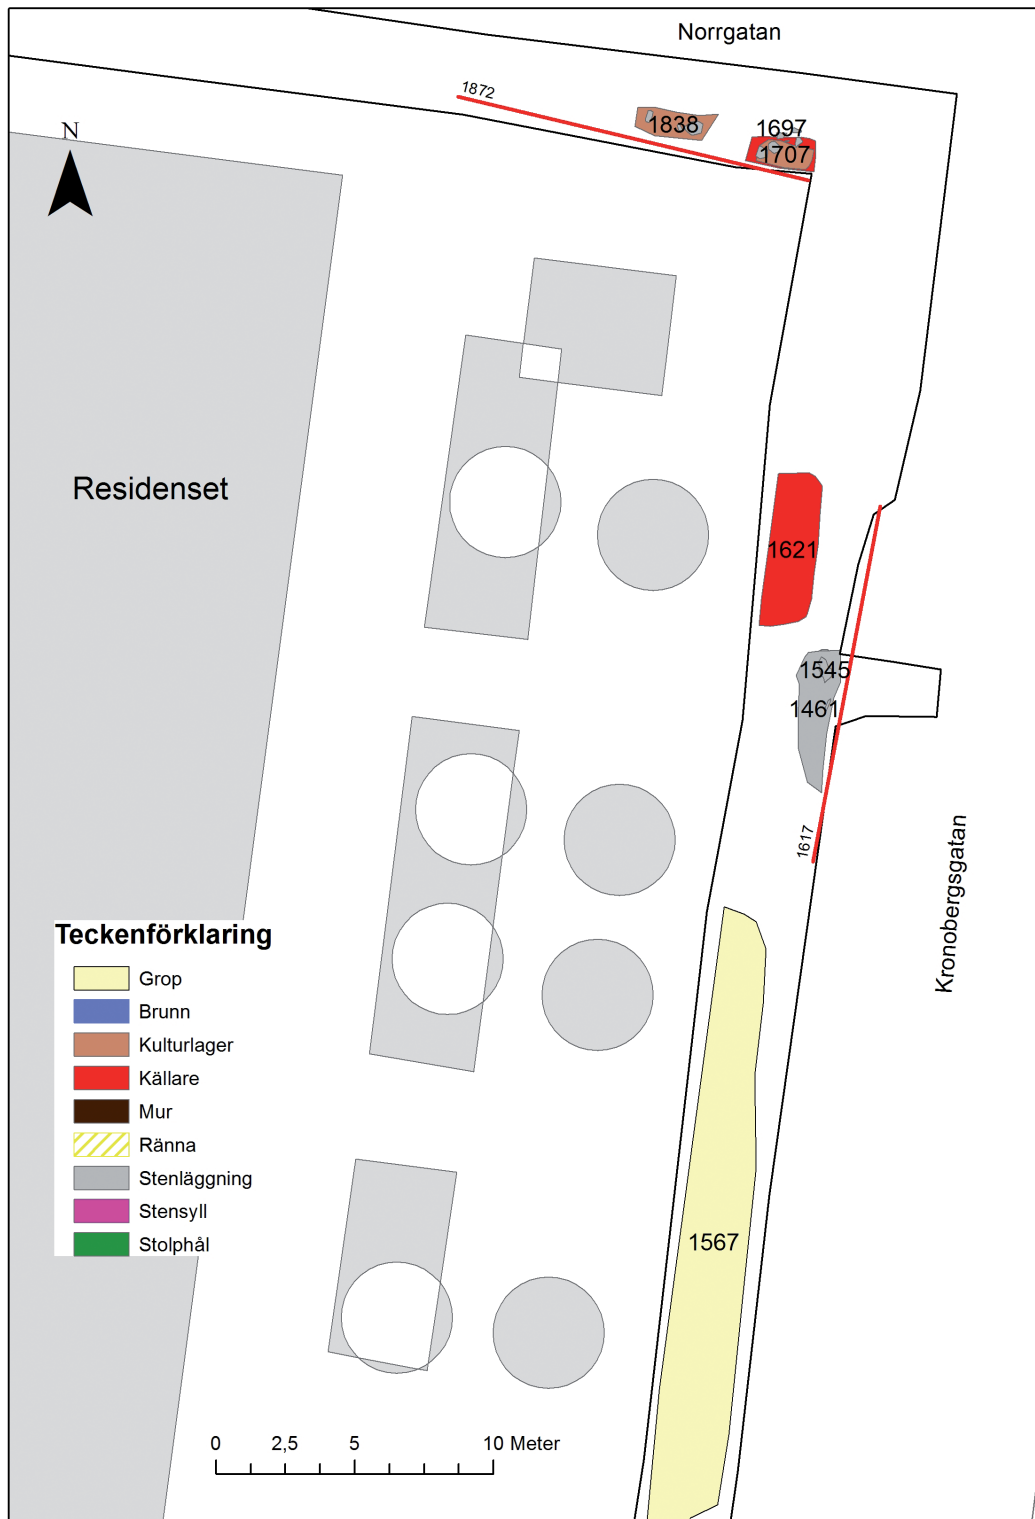 Norrgatan
1872
1838
1697
1707
N
Residenset
1621
1545
1461
1617
Kronobergsgatan
Teckenförklaring
Grop
Brunn
Kulturlager
Källare
Mur
Ränna
Stenläggning
Stensyll
Stolphål
1567
0 2,5 5 10 Meter